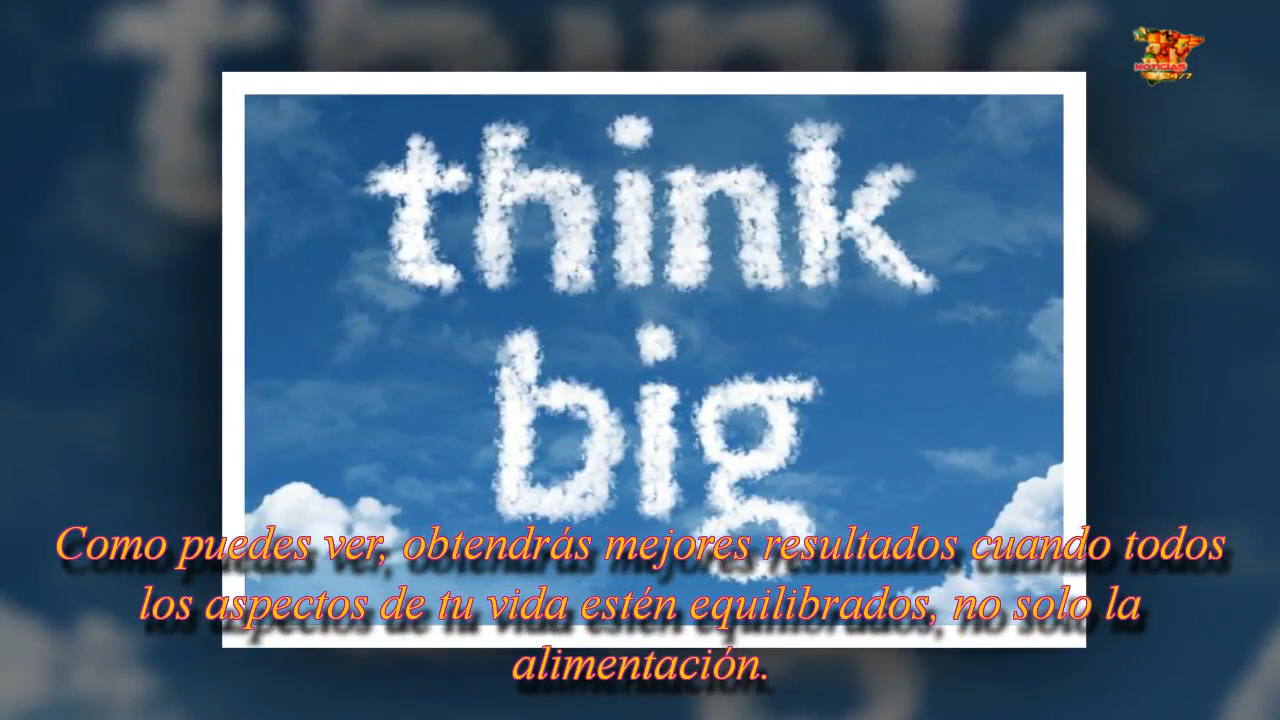 NOTICIAS
think
big
Como puedes ver, obtendrás mejores resultados cuando todos
los aspectos de tu vida estén equilibrados, no solo la
alimentación.